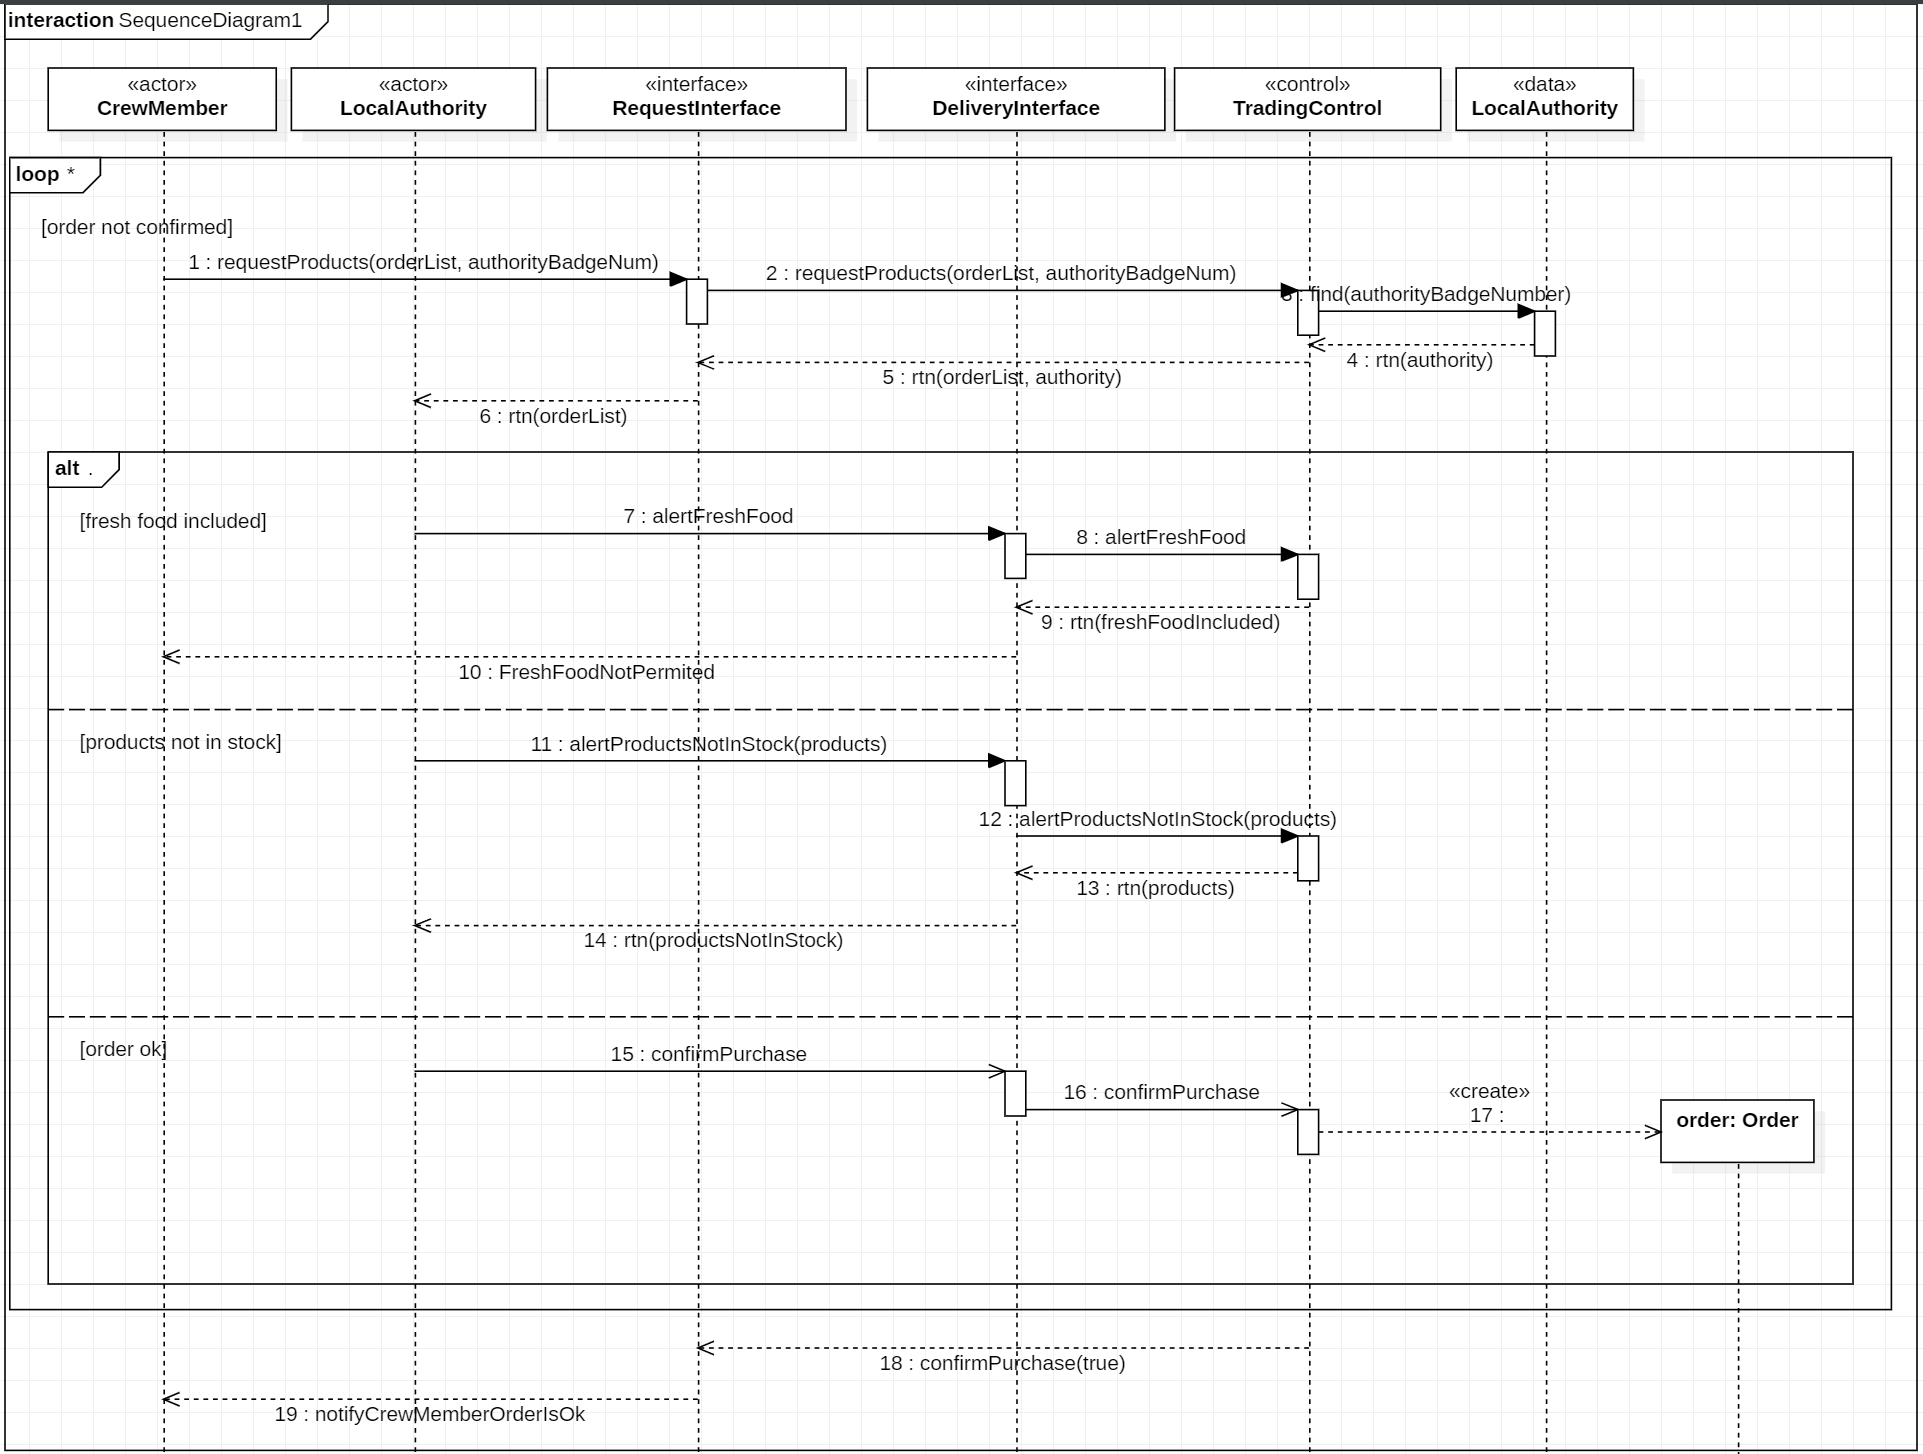 interaction SequenceDiagram1
«actor»
CrewMember
«actor»
LocalAuthority
«interface»
RequestInterface
«interface»
DeliveryInterface
«control»
TradingControl
«data»
LocalAuthority
loop *
[order not confirmed]
1 : requestProducts(orderList, authorityBadgeNum)
2 : requestProducts(orderList, authorityBadgeNum)
3 : find(authorityBadgeNumber)
4 : rtn(authority)
5 : rtn(orderList, authority)
6 : rtn(orderList)
alt .
[fresh food included]
7 : alertFreshFood
8 : alertFreshFood
9 : rtn(freshFoodIncluded)
10 : FreshFoodNotPermited
[products not in stock]
11 : alertProductsNotInStock(products)
12 : alertProductsNotInStock(products)
13 : rtn(products)
14 : rtn(productsNotInStock)
[order ok]
15 : confirmPurchase
16 : confirmPurchase
«create»
17 :
order: Order
18 : confirmPurchase(true)
19 : notifyCrewMemberOrderIsOk